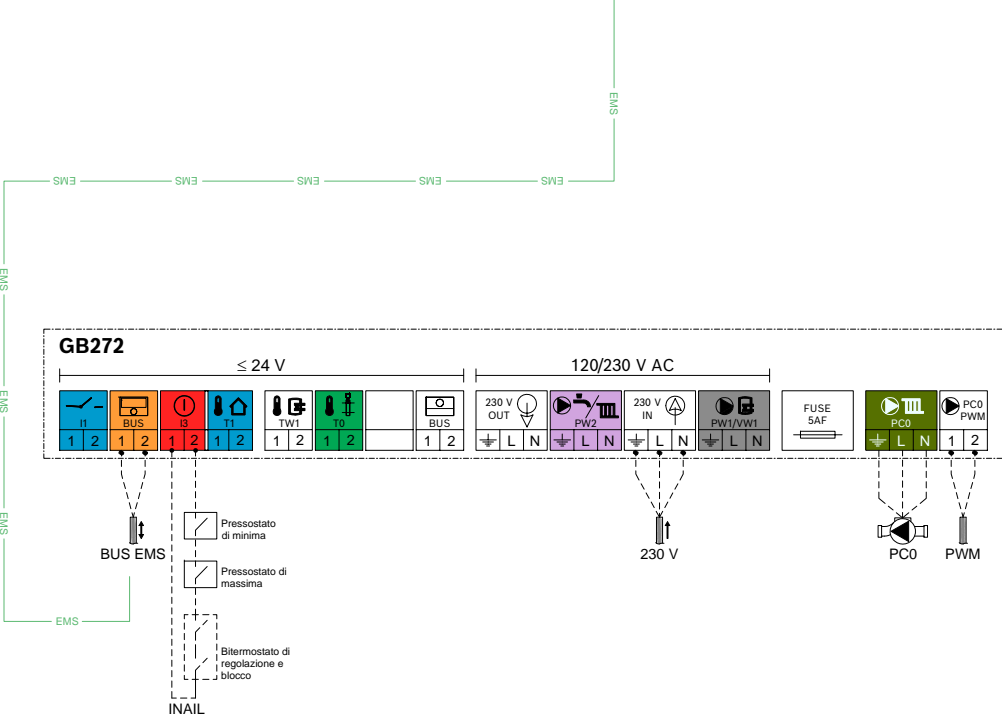 EMS
EMS
EMS
EMS
EMS
EMS
EMS
EMS
EMS
EMS
GB272
≤ 24 V
120/230 V AC
I1
1 2
BUS
1 2
I3
1 2
T1
1 2
TW1
1 2
T0
1 2
BUS
1 2
230 V
OUT
L N
PW2
L N
230 V
IN
L N
PW1/VW1
L N
FUSE
5AF
PC0
L N
PC0
PWM
1 2
BUS EMS
Pressostato
di minima
230 V
PC0
PWM
Pressostato di
massima
Bitermostato di
regolazione e
blocco
INAIL